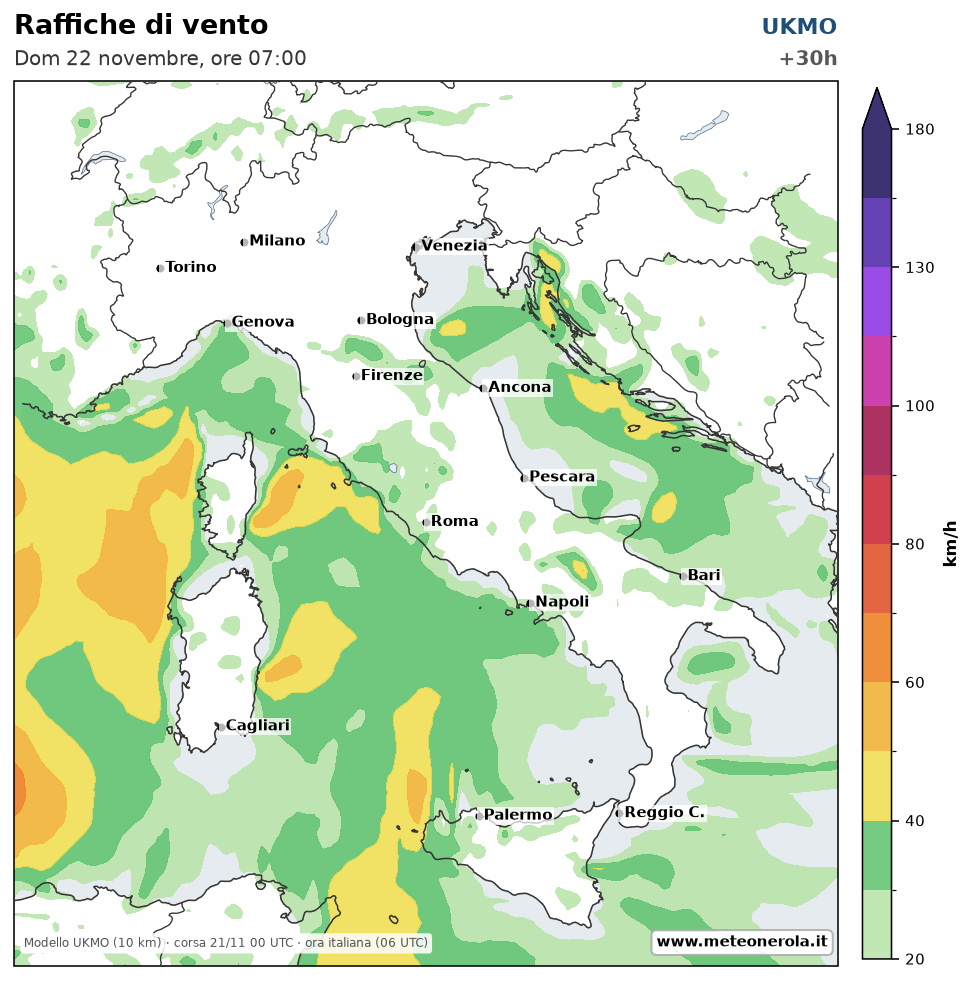 Raffiche di vento
UKMO
Dom 22 novembre, ore 07:00
+30h
180
130
100
80
60
40
20
km/h
Milano
Venezia
Torino
Genova
Bologna
Firenze
Ancona
Pescara
Roma
Bari
Napoli
Cagliari
Palermo
Reggio C.
Modello UKMO (10 km) · corsa 21/11 00 UTC · ora italiana (06 UTC)
www.meteonerola.it